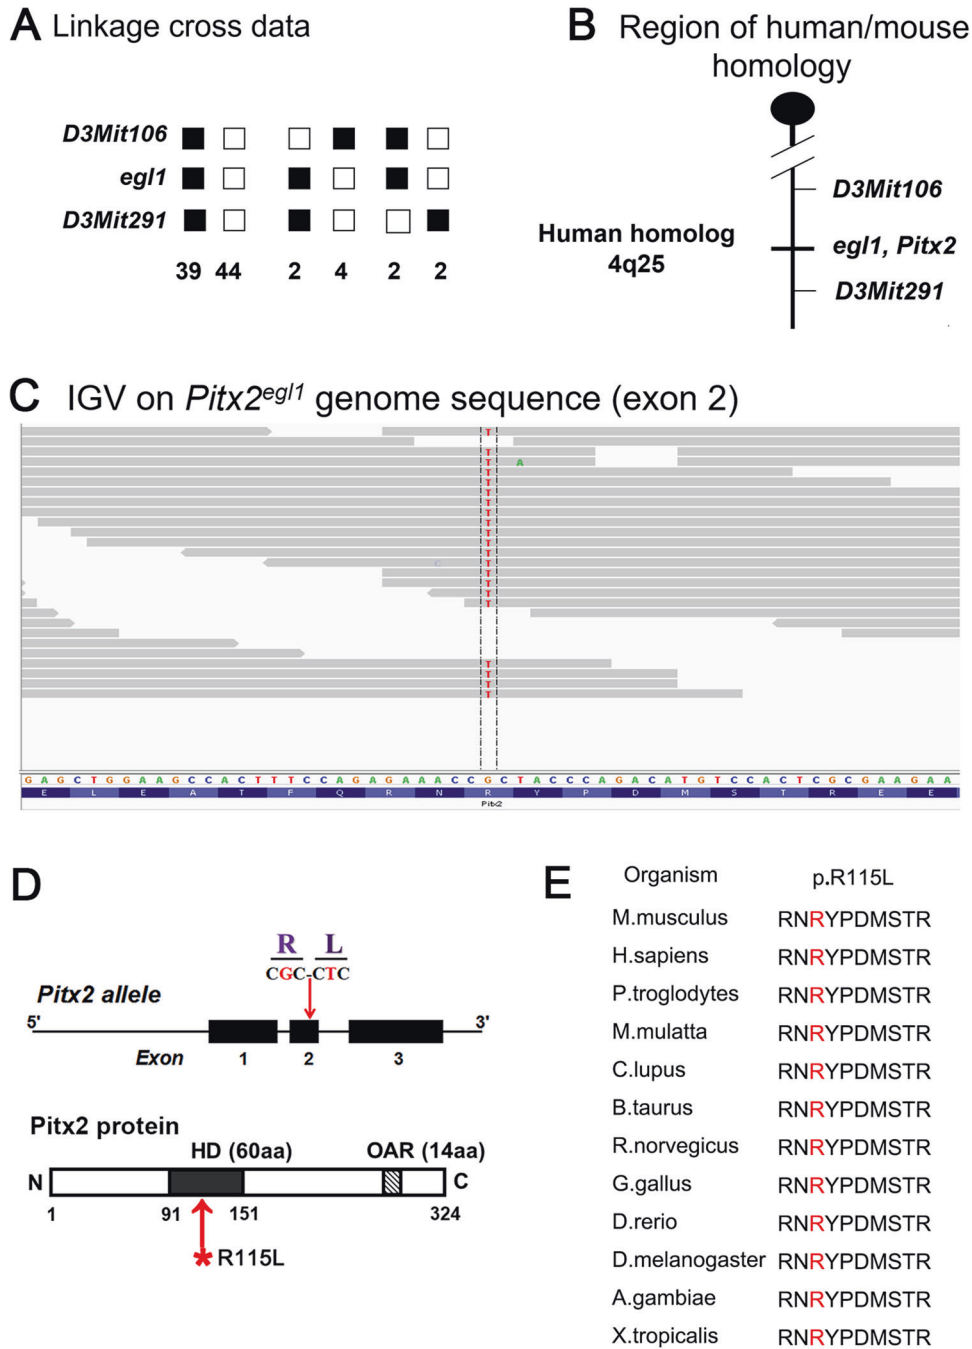 A Linkage cross data
D3Mit106
egl1
D3Mit291
39 44 2 4 2 2
B Region of human/mouse
homology
D3Mit106
Human homolog
4q25
egl1, Pitx2
D3Mit291
C IGV on Pitx2egl1 genome sequence (exon 2)
T
T
T A
T
T
T
T
T
T
T
T
T C
T
T
T
T
T
T
T
T
G A G C T G G A A G C C A C T T T C C A G A G A A A C C G C T A C C C A G A C A T G T C C A C T C G C G A A G A A
E L E A T F Q R N R Y P D M S T R E E
Pitx2
D
R L
CGC-CTC
Pitx2 allele
5' 3'
Exon 1 2 3
Pitx2 protein
HD (60aa) OAR (14aa)
N C
1 91 151 324
* R115L
E Organism p.R115L
M.musculus RNRYPDMSTR
H.sapiens RNRYPDMSTR
P.troglodytes RNRYPDMSTR
M.mulatta RNRYPDMSTR
C.lupus RNRYPDMSTR
B.taurus RNRYPDMSTR
R.norvegicus RNRYPDMSTR
G.gallus RNRYPDMSTR
D.rerio RNRYPDMSTR
D.melanogaster RNRYPDMSTR
A.gambiae RNRYPDMSTR
X.tropicalis RNRYPDMSTR